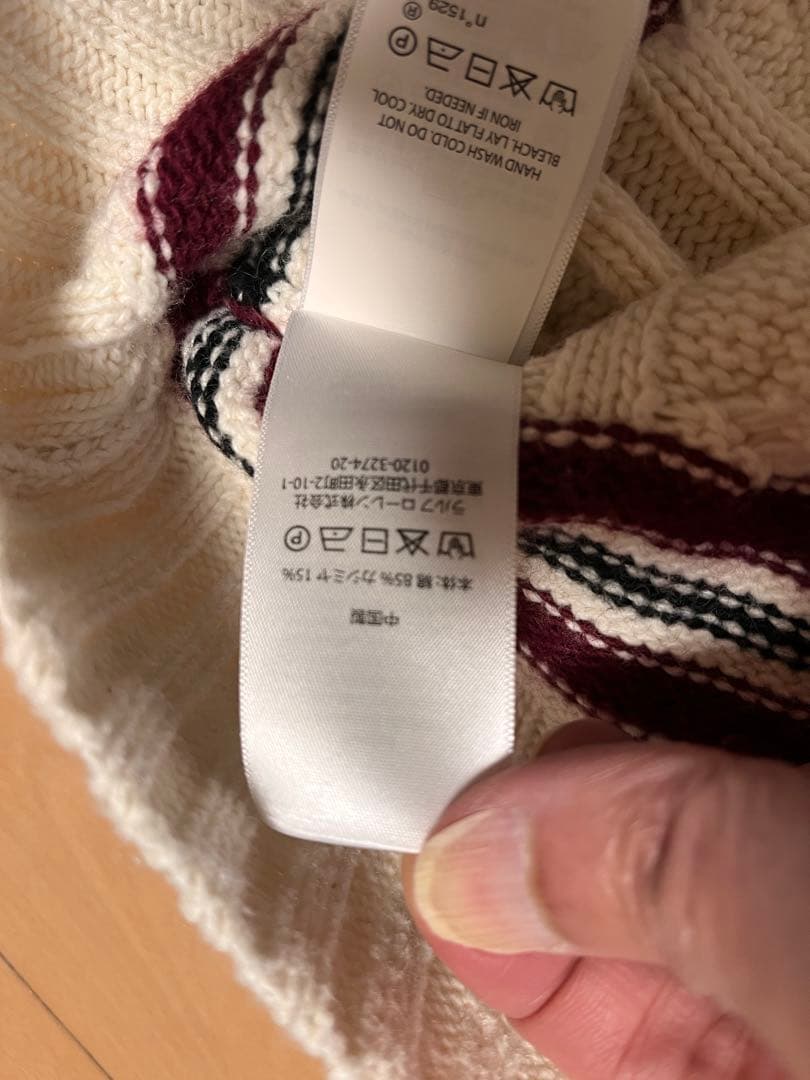 中国製
本体: 綿 85% カシミヤ 15%
P
ラルフ ローレン株式会社
東京都千代田区永田町2-10-1
0120-3274-20
HAND WASH COLD. DO NOT
BLEACH. LAY FLAT TO DRY. COOL
IRON IF NEEDED.
P
n°1529 ®